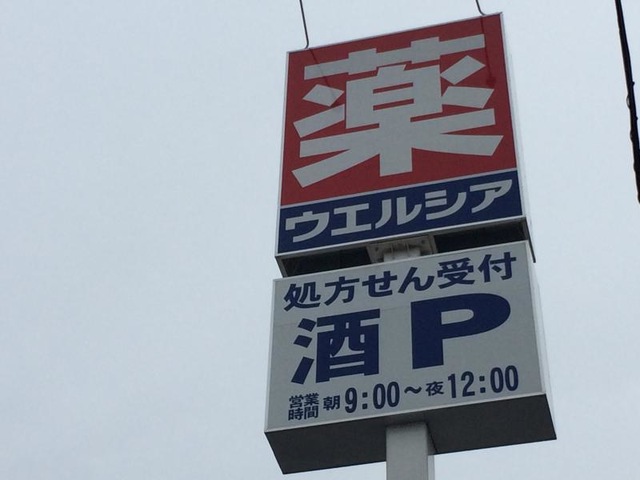 薬
ウエルシア
処方せん受付
酒 P
営業時間 朝9:00～夜12:00